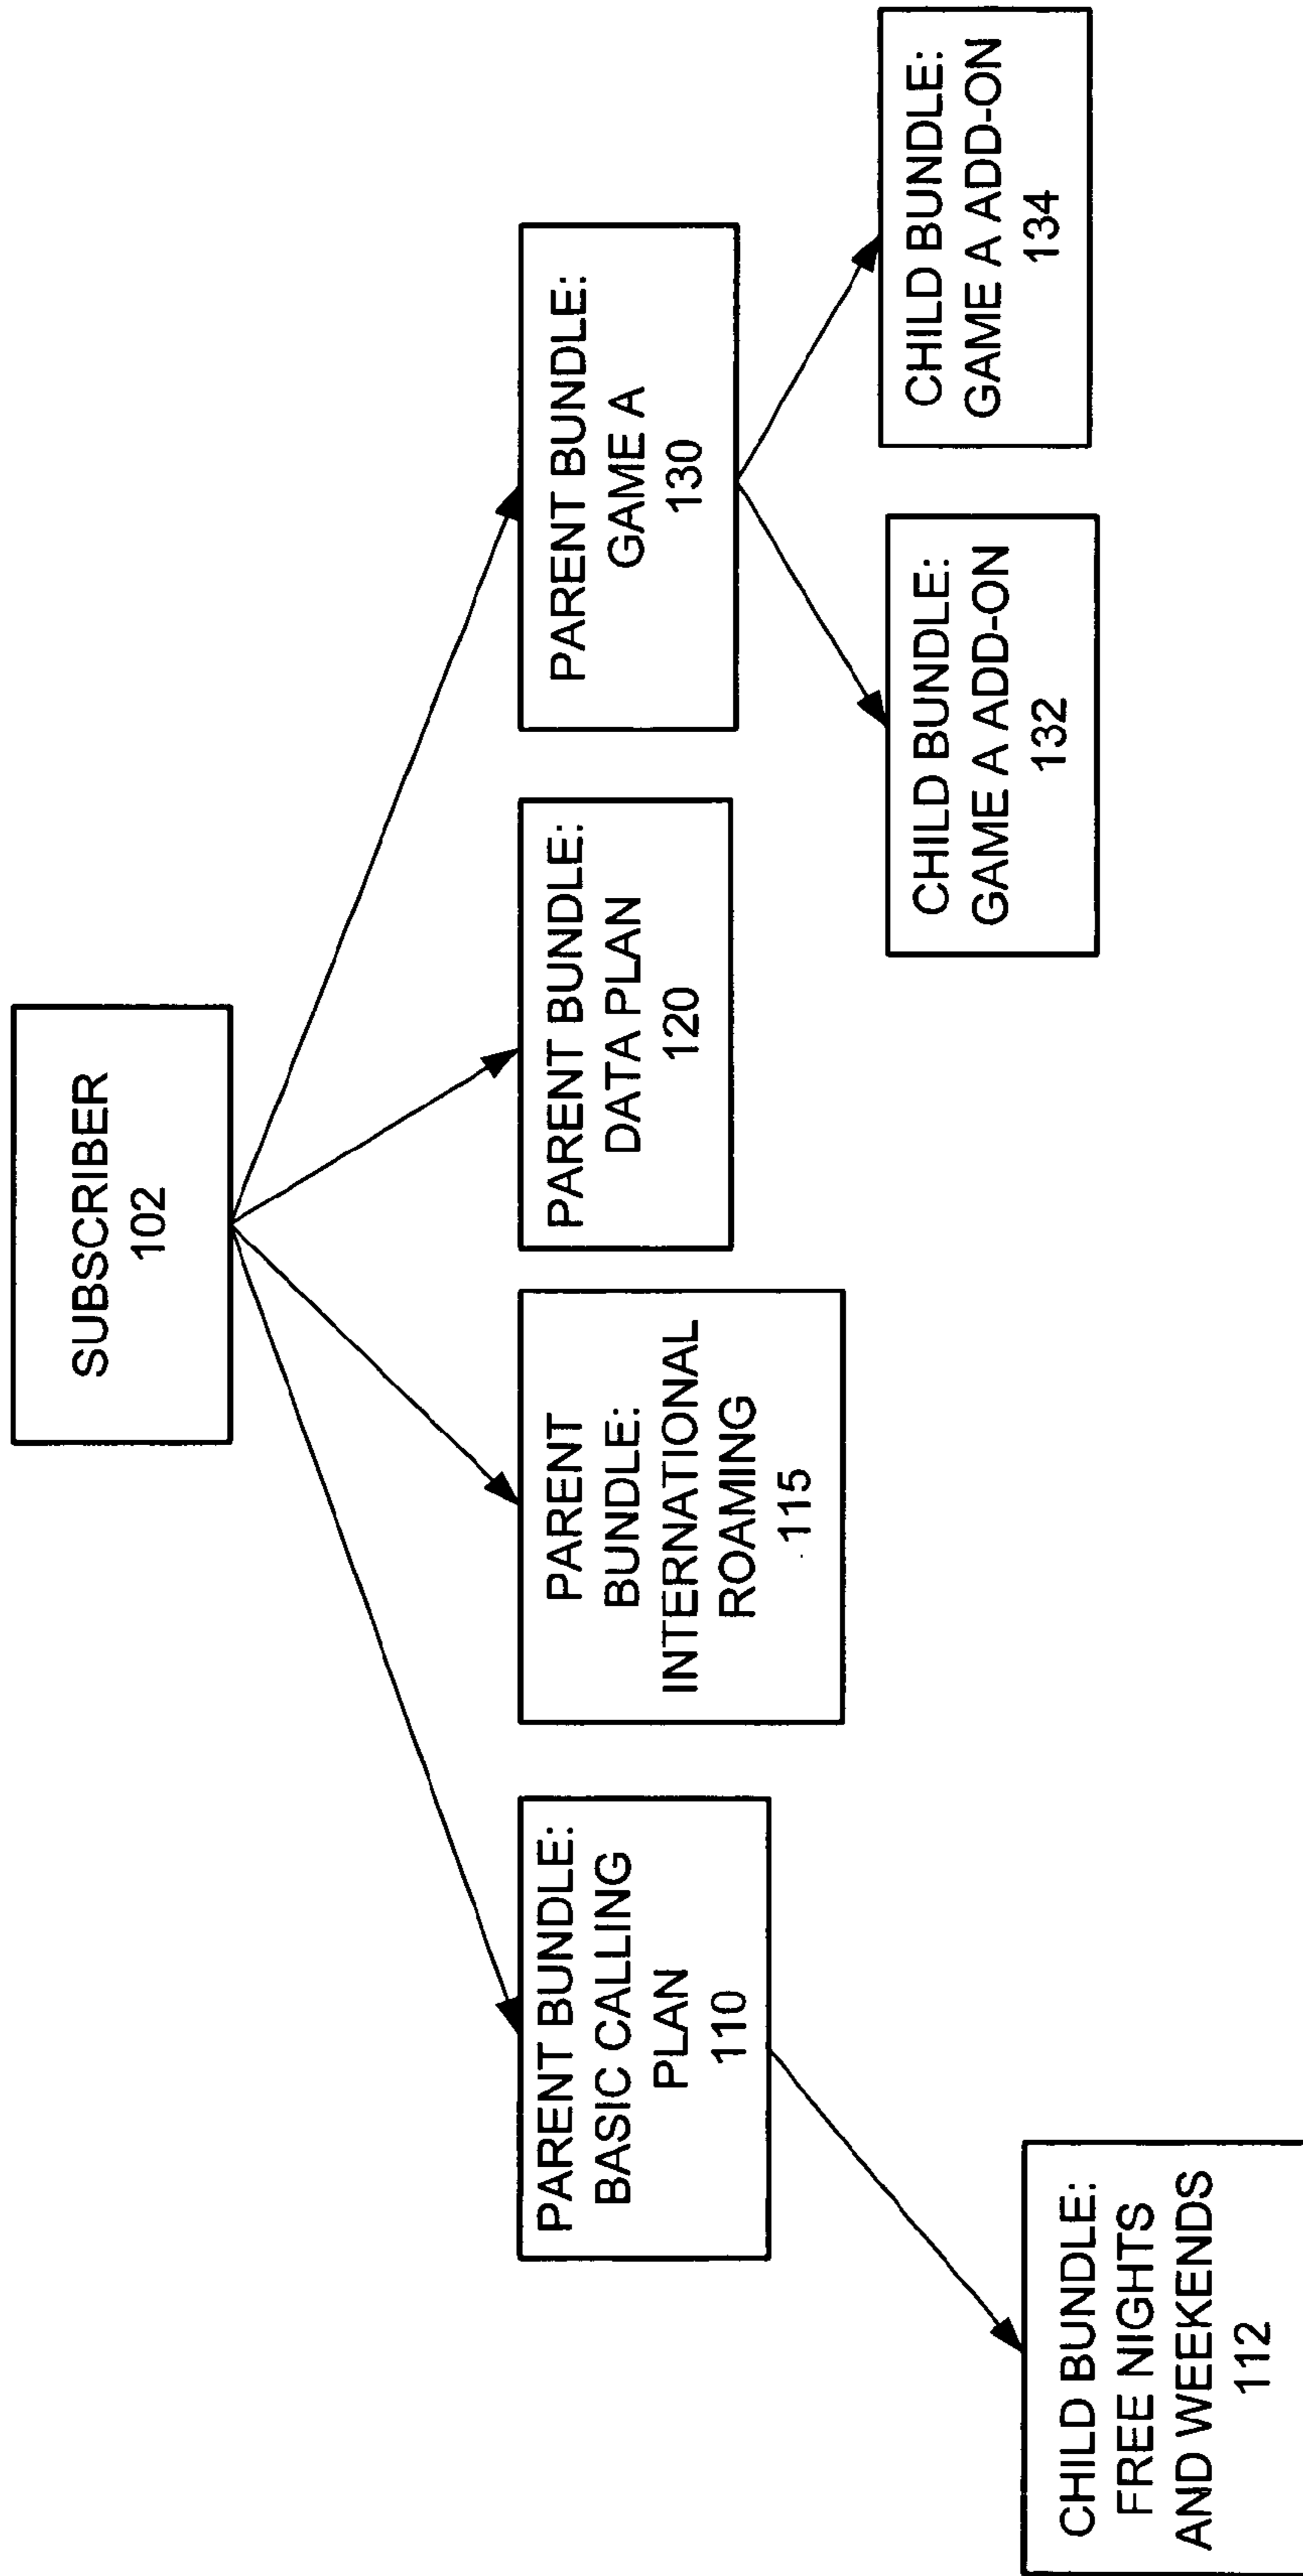 SUBSCRIBER
102
PARENT BUNDLE:
BASIC CALLING
PLAN
110
PARENT
BUNDLE:
INTERNATIONAL
ROAMING
115
PARENT BUNDLE:
DATA PLAN
120
PARENT BUNDLE:
GAME A
130
CHILD BUNDLE:
FREE NIGHTS
AND WEEKENDS
112
CHILD BUNDLE:
GAME A ADD-ON
132
CHILD BUNDLE:
GAME A ADD-ON
134